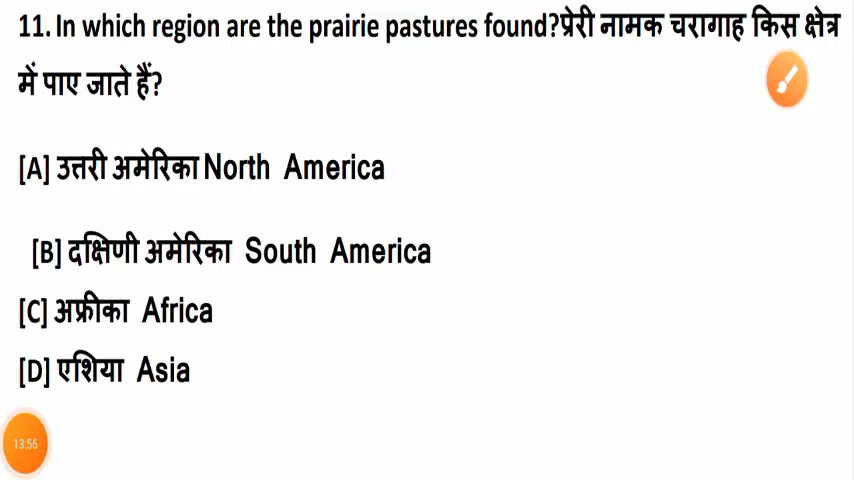 11. In which region are the prairie pastures found?प्रेरी नामक चरागाह किस क्षेत्र
में पाए जाते हैं?
[A] उत्तरी अमेरिका North America
[B] दक्षिणी अमेरिका South America
[C] अफ्रीका Africa
[D] एशिया Asia
13:56